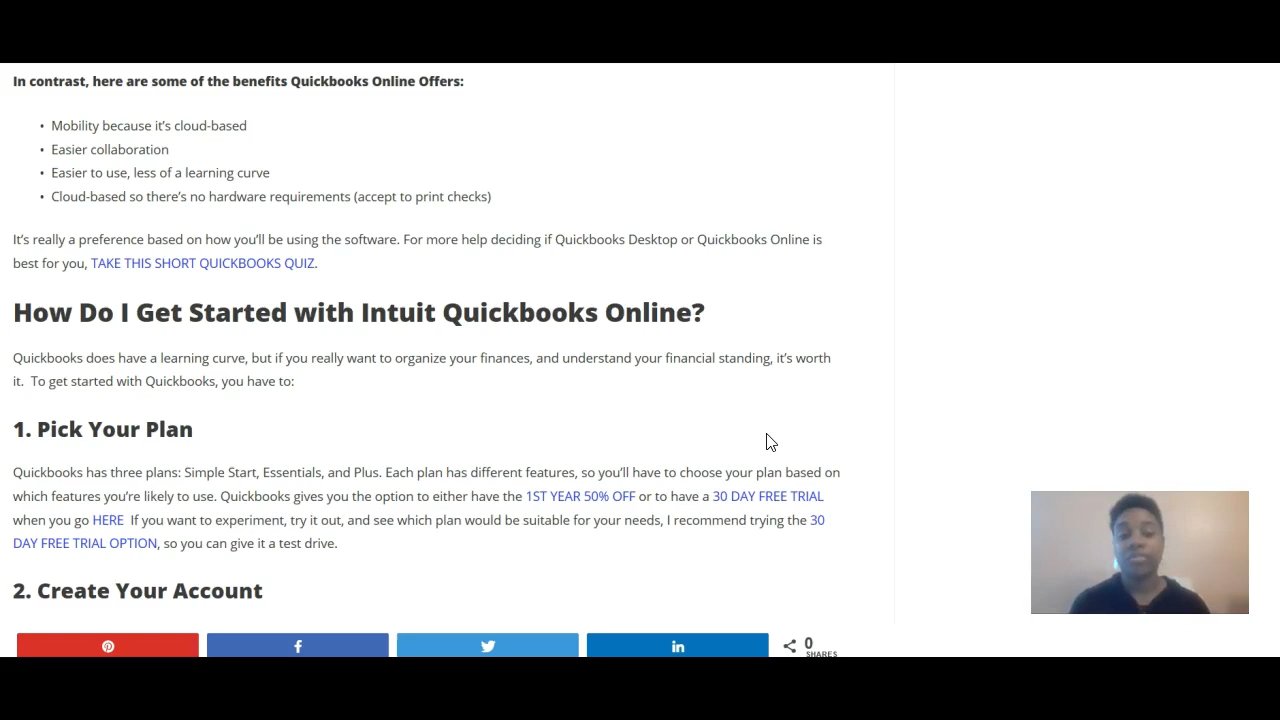 In contrast, here are some of the benefits Quickbooks Online Offers:
• Mobility because it's cloud-based
• Easier collaboration
• Easier to use, less of a learning curve
• Cloud-based so there's no hardware requirements (accept to print checks)
It's really a preference based on how you'll be using the software. For more help deciding if Quickbooks Desktop or Quickbooks Online is
best for you, TAKE THIS SHORT QUICKBOOKS QUIZ.
How Do I Get Started with Intuit Quickbooks Online?
Quickbooks does have a learning curve, but if you really want to organize your finances, and understand your financial standing, it's worth
it. To get started with Quickbooks, you have to:
1. Pick Your Plan
Quickbooks has three plans: Simple Start, Essentials, and Plus. Each plan has different features, so you'll have to choose your plan based on
which features you're likely to use. Quickbooks gives you the option to either have the 1ST YEAR 50% OFF or to have a 30 DAY FREE TRIAL
when you go HERE If you want to experiment, try it out, and see which plan would be suitable for your needs, I recommend trying the 30
DAY FREE TRIAL OPTION, so you can give it a test drive.
2. Create Your Account
0
SHARES